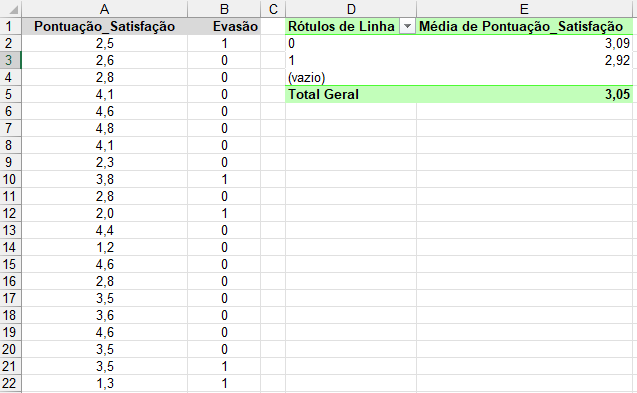 A B C D E
1 Pontuação_Satisfação Evasão Rótulos de Linha Média de Pontuação_Satisfação
2 2,5 1 0 3,09
3 2,6 0 1 2,92
4 2,8 0 (vazio)
5 4,1 0 Total Geral 3,05
6 4,6 0
7 4,8 0
8 4,1 0
9 2,3 0
10 3,8 1
11 2,8 0
12 2,0 1
13 4,4 0
14 1,2 0
15 4,6 0
16 2,8 0
17 3,5 0
18 3,6 0
19 4,6 0
20 3,5 0
21 3,5 1
22 1,3 1